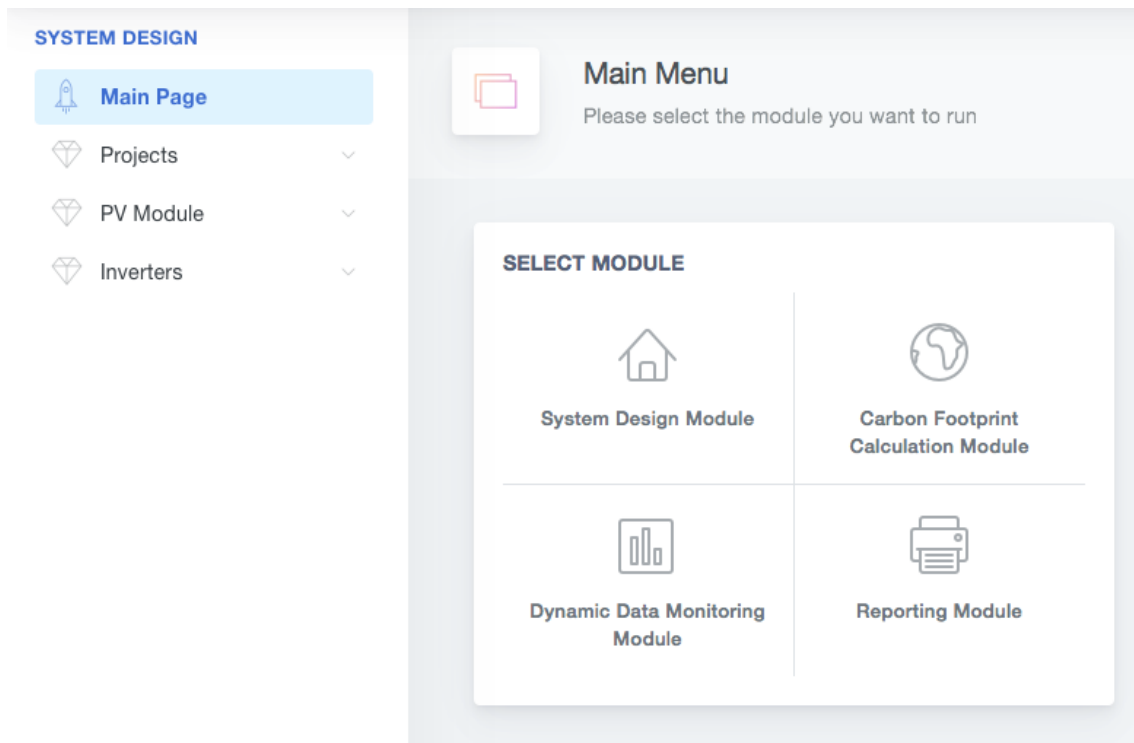 SYSTEM DESIGN
Main Page
Projects
PV Module
Inverters
Main Menu
Please select the module you want to run
SELECT MODULE
System Design Module
Carbon Footprint
Calculation Module
Dynamic Data Monitoring
Module
Reporting Module